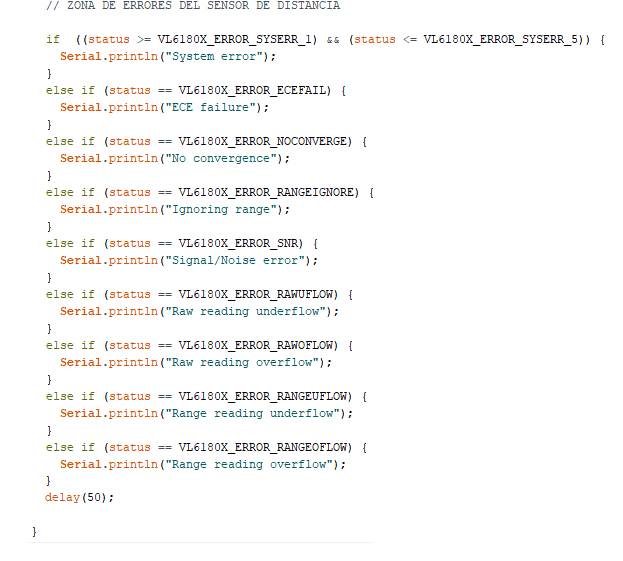 // ZONA DE ERRORES DEL SENSOR DE DISTANCIA
if  ((status >= VL6180X_ERROR_SYSERR_1) && (status <= VL6180X_ERROR_SYSERR_5)) {
Serial.println("System error");
}
else if (status == VL6180X_ERROR_ECEFAIL) {
Serial.println("ECE failure");
}
else if (status == VL6180X_ERROR_NOCONVERGE) {
Serial.println("No convergence");
}
else if (status == VL6180X_ERROR_RANGEIGNORE) {
Serial.println("Ignoring range");
}
else if (status == VL6180X_ERROR_SNR) {
Serial.println("Signal/Noise error");
}
else if (status == VL6180X_ERROR_RAWUFLOW) {
Serial.println("Raw reading underflow");
}
else if (status == VL6180X_ERROR_RAWOFLOW) {
Serial.println("Raw reading overflow");
}
else if (status == VL6180X_ERROR_RANGEUFLOW) {
Serial.println("Range reading underflow");
}
else if (status == VL6180X_ERROR_RANGEOFLOW) {
Serial.println("Range reading overflow");
}
delay(50);
}